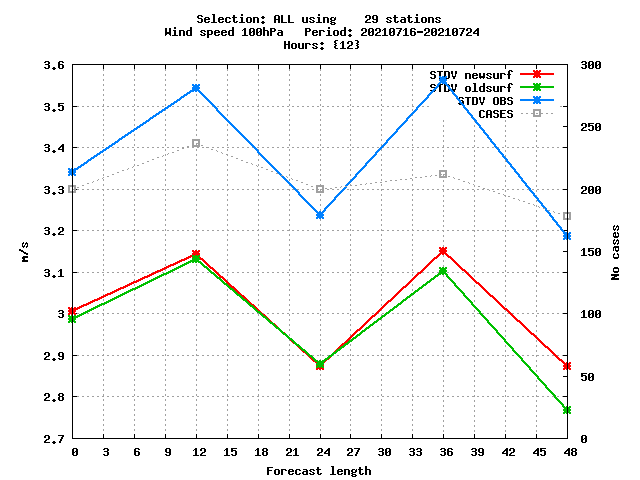 Selection: ALL using    29 stations
Wind speed 100hPa   Period: 20210716-20210724
Hours: {12}
3.6
3.5
3.4
3.3
3.2
3.1
3
2.9
2.8
2.7
m/s
300
250
200
150
100
50
0
No cases
STDV newsurf
STDV oldsurf
STDV OBS
CASES
0 3 6 9 12 15 18 21 24 27 30 33 36 39 42 45 48
Forecast length